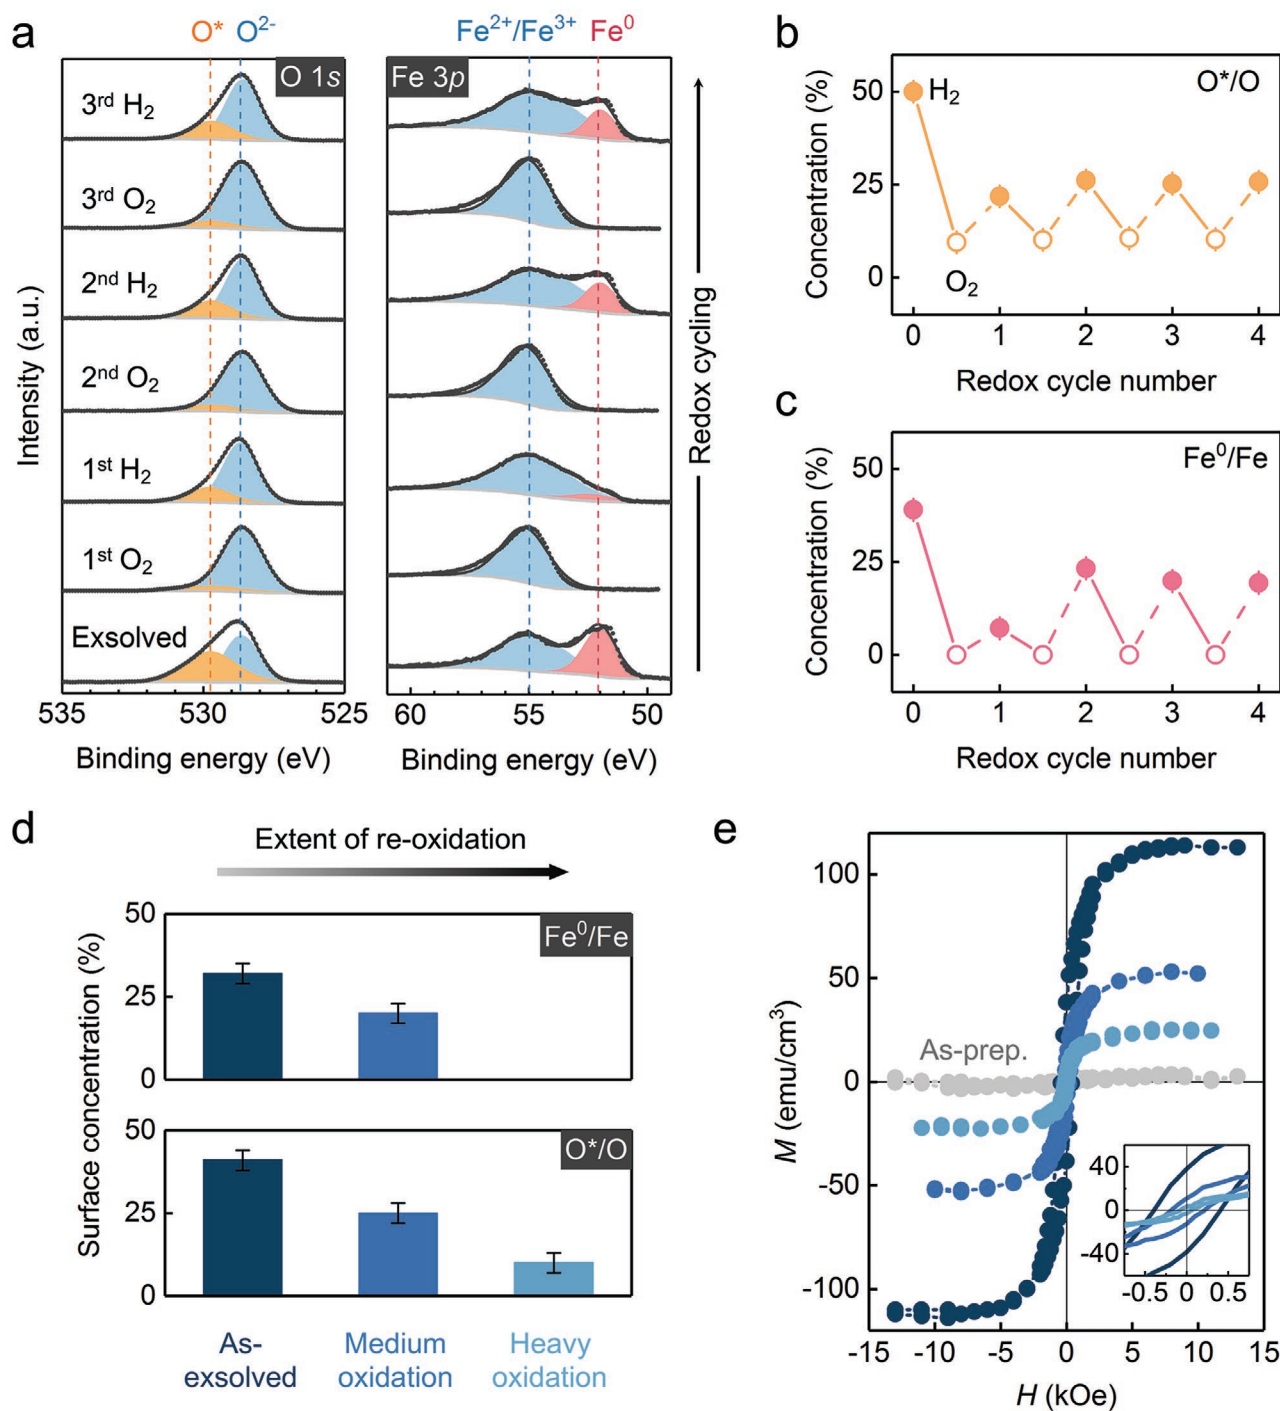 a
O* O²⁻
Fe²⁺/Fe³⁺ Fe⁰
O 1s
Fe 3p
3rd H₂
3rd O₂
2nd H₂
2nd O₂
1st H₂
1st O₂
Exsolved
Intensity (a.u.)
535 530 525
Binding energy (eV)
60 55 50
Binding energy (eV)
Redox cycling
b
O*/O
H₂
O₂
50
25
0
Concentration (%)
0 1 2 3 4
Redox cycle number
c
Fe⁰/Fe
50
25
0
Concentration (%)
0 1 2 3 4
Redox cycle number
d
Extent of re-oxidation
Fe⁰/Fe
50
25
0
O*/O
50
25
0
Surface concentration (%)
As-
exsolved
Medium
oxidation
Heavy
oxidation
e
100
50
0
-50
-100
M (emu/cm³)
As-prep.
40
0
-40
-0.5 0 0.5
-15 -10 -5 0 5 10 15
H (kOe)